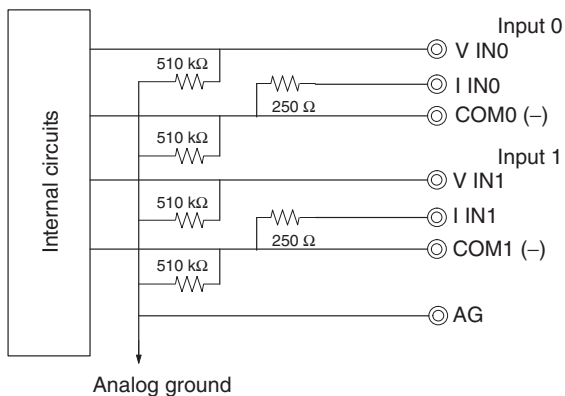 Input 0
V IN0
510 kΩ
I IN0
250 Ω
COM0 (–)
510 kΩ
Input 1
V IN1
510 kΩ
I IN1
250 Ω
COM1 (–)
510 kΩ
AG
Internal circuits
Analog ground